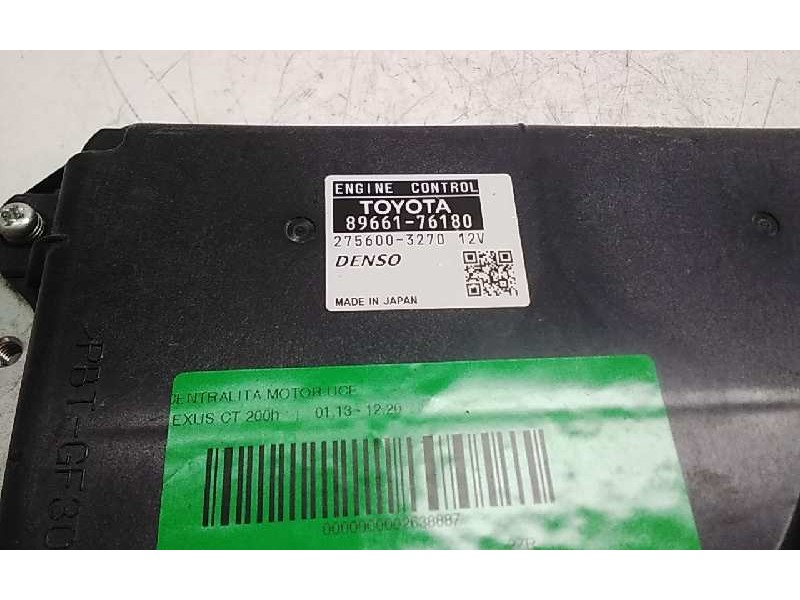 ENGINE CONTROL
TOYOTA
89661-76180
275600-3270 12V
DENSO
MADE IN JAPAN
>PBT-GF30
CENTRALITA MOTOR UCE
LEXUS CT 200h | 01.13 - 12.20
0000000002638887